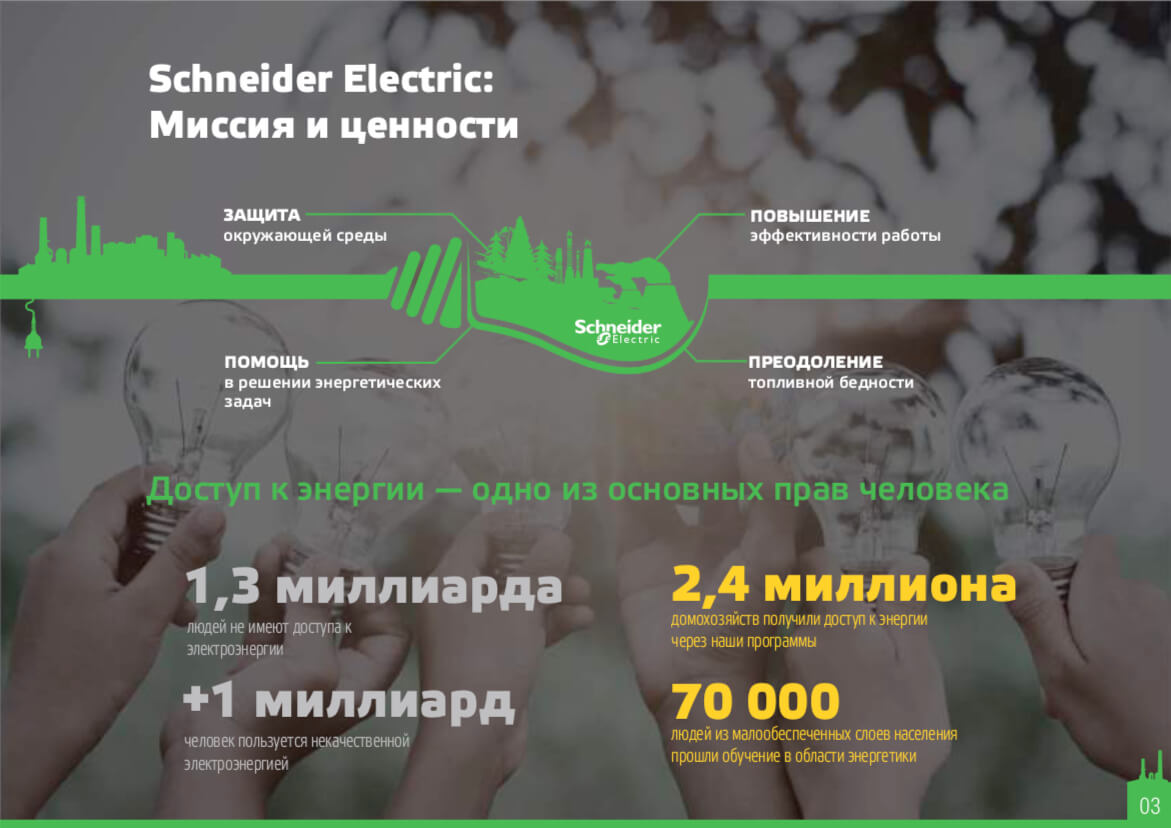 Schneider Electric:
Миссия и ценности
ЗАЩИТА
окружающей среды
ПОВЫШЕНИЕ
эффективности работы
Schneider
Electric
ПОМОЩЬ
в решении энергетических
задач
ПРЕОДОЛЕНИЕ
топливной бедности
Доступ к энергии — одно из основных прав человека
1,3 миллиарда
людей не имеют доступа к
электроэнергии
+1 миллиард
человек пользуется некачественной
электроэнергией
2,4 миллиона
домохозяйств получили доступ к энергии
через наши программы
70 000
людей из малообеспеченных слоев населения
прошли обучение в области энергетики
03